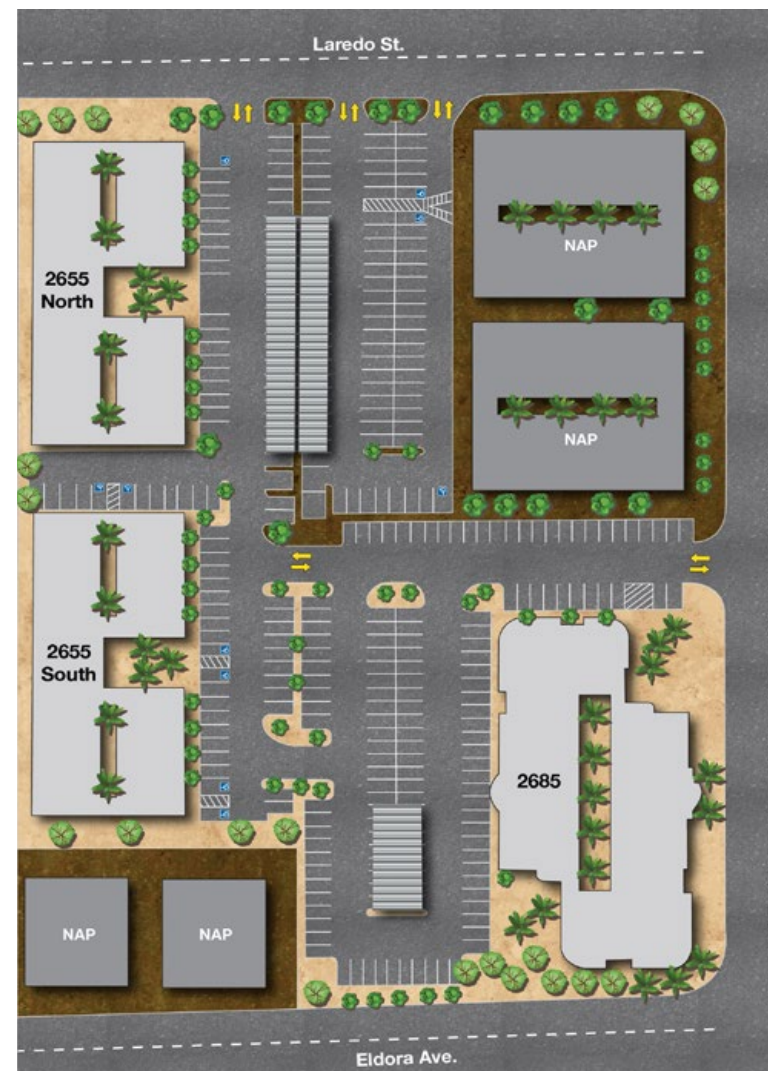 Laredo St.
NAP
2655
North
NAP
2655
South
2685
NAP
NAP
Eldora Ave.